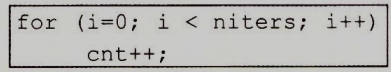 for (i=0; i < niters; i++)
cnt++;